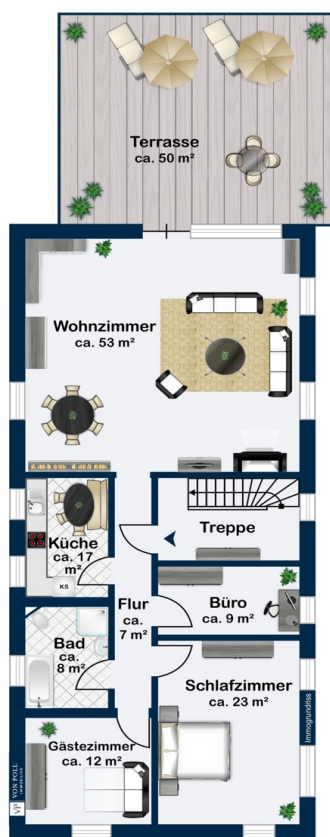 Terrasse
ca. 50 m²
Wohnzimmer
ca. 53 m²
Küche
ca. 17
m²
KS
Treppe
Flur
ca.
7 m²
Büro
ca. 9 m²
Bad
ca.
8 m²
Schlafzimmer
ca. 23 m²
Gästezimmer
ca. 12 m²
Immogrundriss
VP
VON POLL
IMMOBILIEN